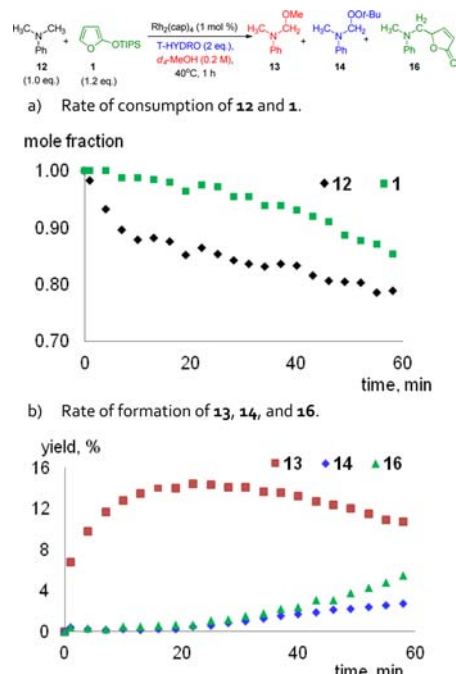 H₃C N CH₃ Ph + O OTIPS Rh₂(cap)₄ (1 mol %) OMe H₃C N CH₂ Ph + OOt-Bu H₃C N CH₂ Ph + H₃C N CH₂ Ph O O
T-HYDRO (2 eq.),
d₄-MeOH (0.2 M)
40°C, 1 h
12 1 13 14 16
(1.0 eq.) (1.2 eq.)
a) Rate of consumption of 12 and 1.
mole fraction
1.00
◆ 12 ■ 1
0.90
0.80
0.70
0 20 40 60
time, min
b) Rate of formation of 13, 14, and 16.
yield, %
16 ■ 13 ◆ 14 ▲ 16
12
8
4
0
0 20 40 60
time, min